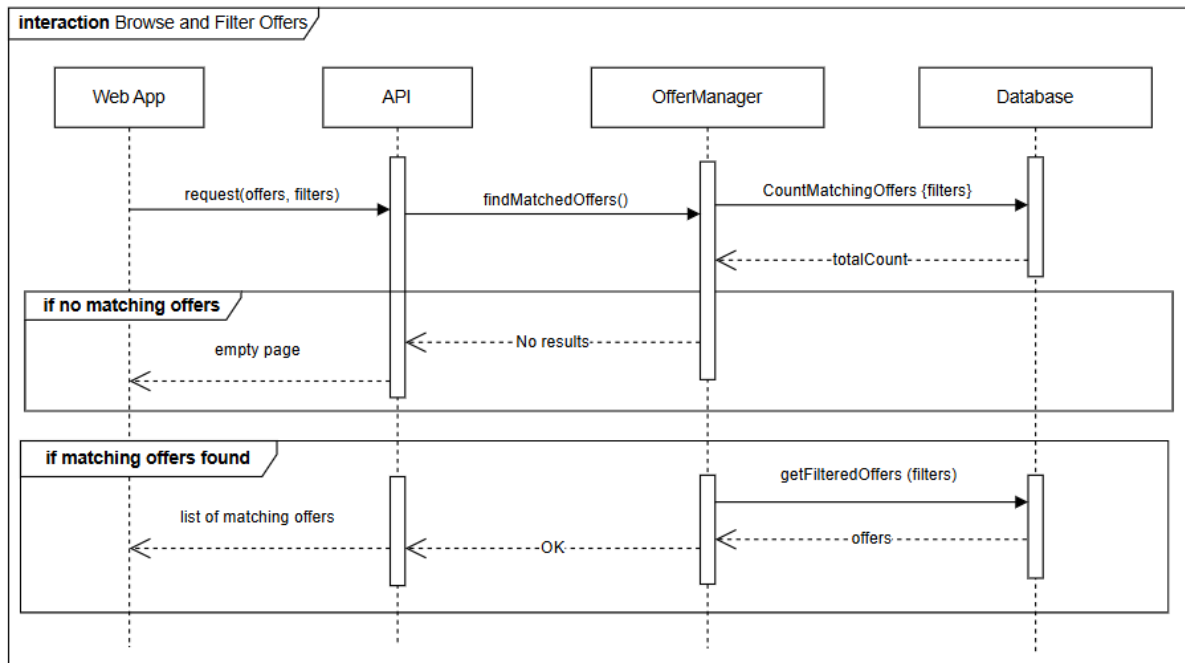 interaction Browse and Filter Offers
Web App
API
OfferManager
Database
request(offers, filters)
findMatchedOffers()
CountMatchingOffers {filters}
totalCount
if no matching offers
No results
empty page
if matching offers found
getFilteredOffers (filters)
list of matching offers
OK
offers